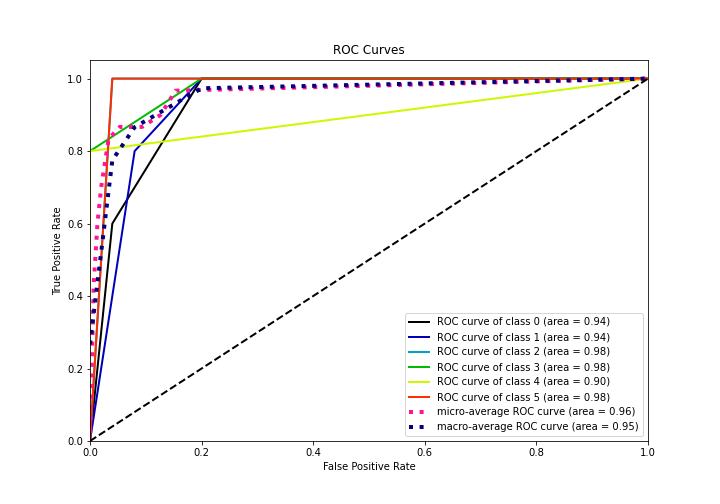 ROC Curves
1.0
0.8
0.6
0.4
0.2
0.0
True Positive Rate
ROC curve of class 0 (area = 0.94)
ROC curve of class 1 (area = 0.94)
ROC curve of class 2 (area = 0.98)
ROC curve of class 3 (area = 0.98)
ROC curve of class 4 (area = 0.90)
ROC curve of class 5 (area = 0.98)
micro-average ROC curve (area = 0.96)
macro-average ROC curve (area = 0.95)
0.0 0.2 0.4 0.6 0.8 1.0
False Positive Rate